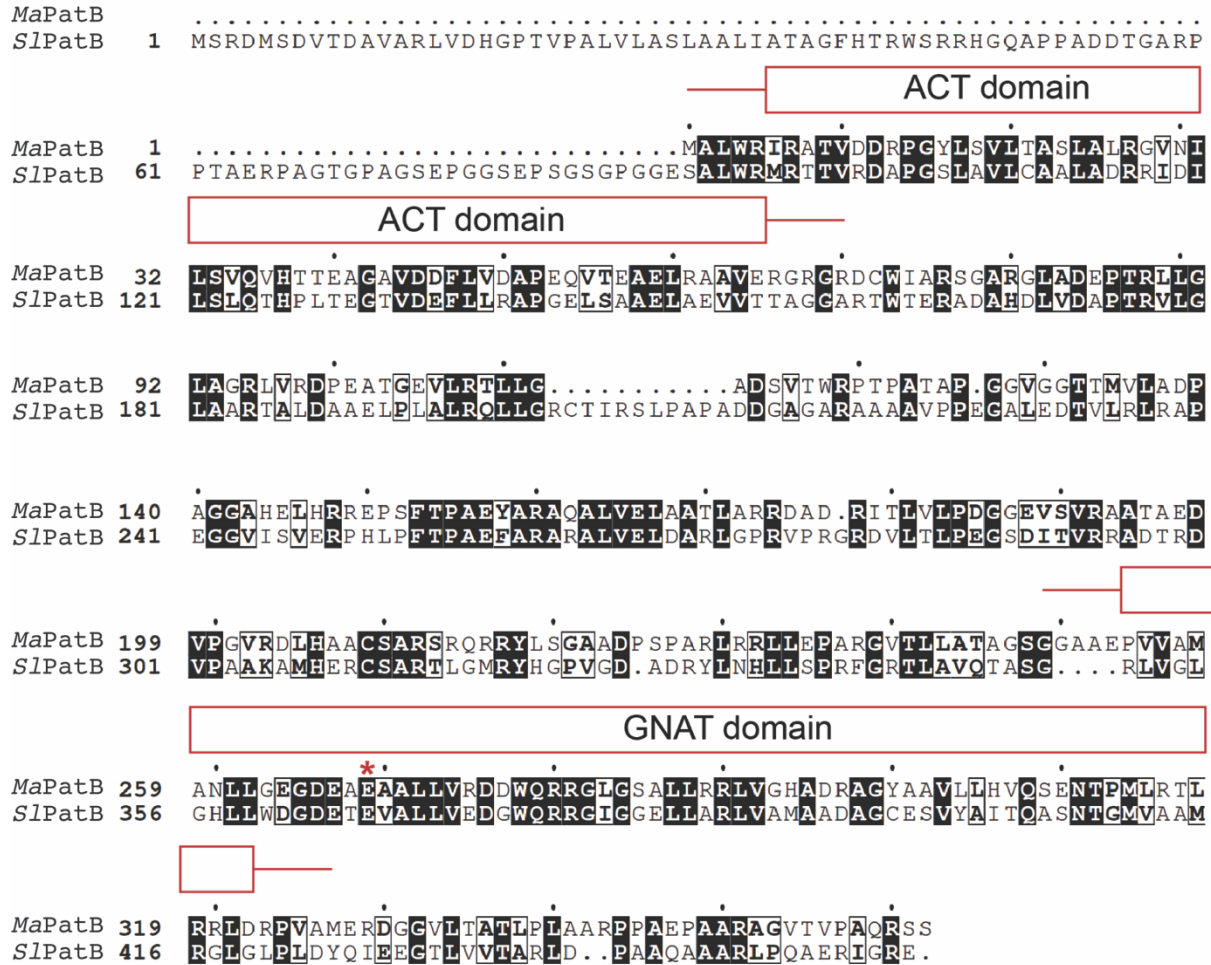 MaPatB ............................................................
SlPatB 1 MSRDMSDVTDAVARLVDHGPTVPALVLASLAALIATAGFHTRWSRRHGQAPPADDTGARP
ACT domain
MaPatB 1 .............................MALWRIRATVDDRPGYLSVLTASLALRGVNI
SlPatB 61 PTAERPAGTGPAGSEPGGSEPSGSGPGGESALWRMRTTVRDAPGSLAVLCAALADRRIDI
ACT domain
MaPatB 32 LSVQVHTTEAGAVDDFLVDAPEQVTEAELRAAVERGRGRDCWIARSGARGLADEPTRLLG
SlPatB 121 LSLQTHPLTEGTVDEFLLRAPGELSAAELAEVVTTAGGARTWTERADAHDLVDAPTRVLG
MaPatB 92 LAGRLVRDPEATGEVLRTLLG...........ADSVTWRPTPATAP.GGVGGTTMVLADP
SlPatB 181 LAARTALDAAELPLALRQLLGRCTIRSLPAPADDGAGARAAAAVPPEGALEDTVLRLRAP
MaPatB 140 AGGAHELHRREPSFTPAEYARAQALVELAATLARRDAD.RITLVLPDGGEVSVRAATAED
SlPatB 241 EGGVISVERPHLPFTPAEFARARALVELDARLGPRVPRGRDVLTLPEGSDITVRRADTRD
MaPatB 199 VPGVRDLHAACSARSRQRRYLSGAADPSPARLRRLLEPARGVTLLATAGSGGAAEPVVAM
SlPatB 301 VPAAKAMHERCSARTLGMRYHGPVGD.ADRYLNHLLSPRFGRTLAVQTASG....RLVGL
GNAT domain
*
MaPatB 259 ANLLGEGDEAEAALLVRDDWQRRGLGSALLRRLVGHADRAGYAAVLLHVQSENTPMLRTL
SlPatB 356 GHLLWDGDETEVALLVEDGWQRRGIGGELLARLVAMAADAGCESVYAITQASNTGMVAAM
MaPatB 319 RRLDRPVAMERDGGVLTATLPLAARPPAEPAARAGVTVPAQRSS
SlPatB 416 RGLGLPLDYQIEEGTLVVTARLD..PAAQAAARLPQAERIGRE.